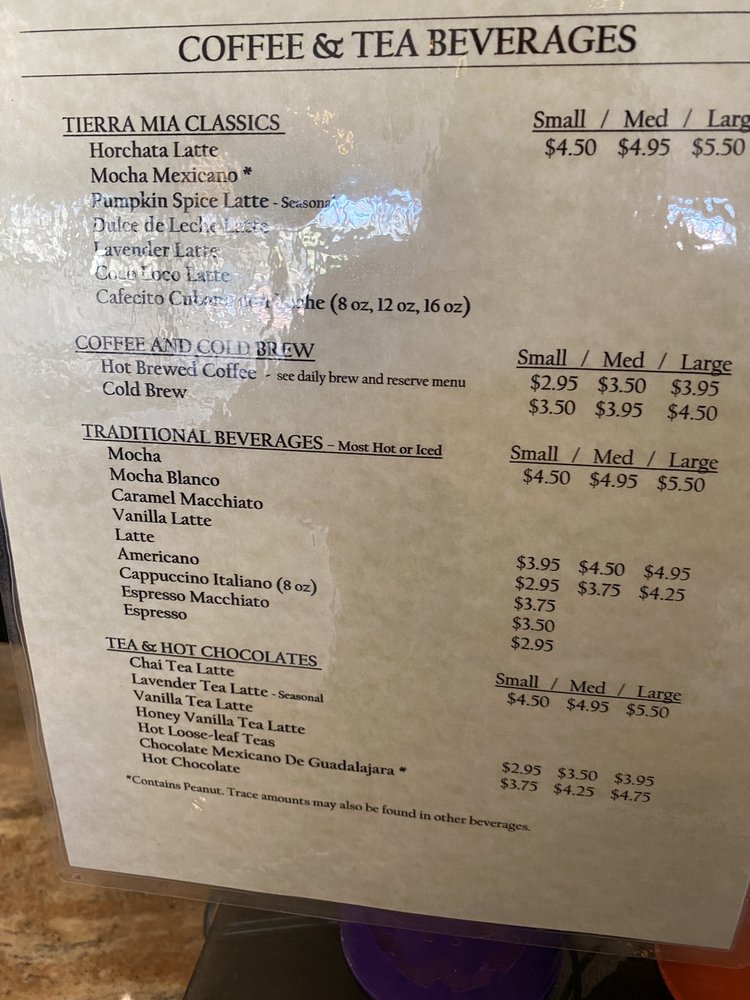 COFFEE & TEA BEVERAGES
TIERRA MIA CLASSICS Small / Med / Larg
Horchata Latte $4.50 $4.95 $5.50
Mocha Mexicano *
Pumpkin Spice Latte - Seasonal
Dulce de Leche Latte
Lavender Latte
Coco Loco Latte
Cafecito (8 oz, 12 oz, 16 oz)
COFFEE AND COLD BREW Small / Med / Large
Hot Brewed Coffee - see daily brew and reserve menu $2.95 $3.50 $3.95
Cold Brew $3.50 $3.95 $4.50
TRADITIONAL BEVERAGES – Most Hot or Iced Small / Med / Large
Mocha $4.50 $4.95 $5.50
Mocha Blanco
Caramel Macchiato
Vanilla Latte
Latte $3.95 $4.50 $4.95
Americano $2.95 $3.75 $4.25
Cappuccino Italiano (8 oz) $3.75
Espresso Macchiato $3.50
Espresso $2.95
TEA & HOT CHOCOLATES Small / Med / Large
Chai Tea Latte $4.50 $4.95 $5.50
Lavender Tea Latte - Seasonal
Vanilla Tea Latte
Honey Vanilla Tea Latte
Hot Loose-leaf Teas $2.95 $3.50 $3.95
Chocolate Mexicano De Guadalajara * $3.75 $4.25 $4.75
Hot Chocolate
*Contains Peanut. Trace amounts may also be found in other beverages.